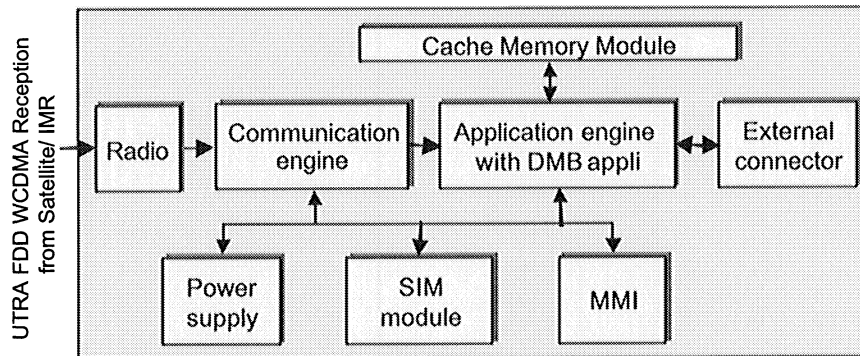 UTRA FDD WCDMA Reception
from Satellite/ IMR
Cache Memory Module
Radio
Communication
engine
Application engine
with DMB appli
External
connector
Power
supply
SIM
module
MMI